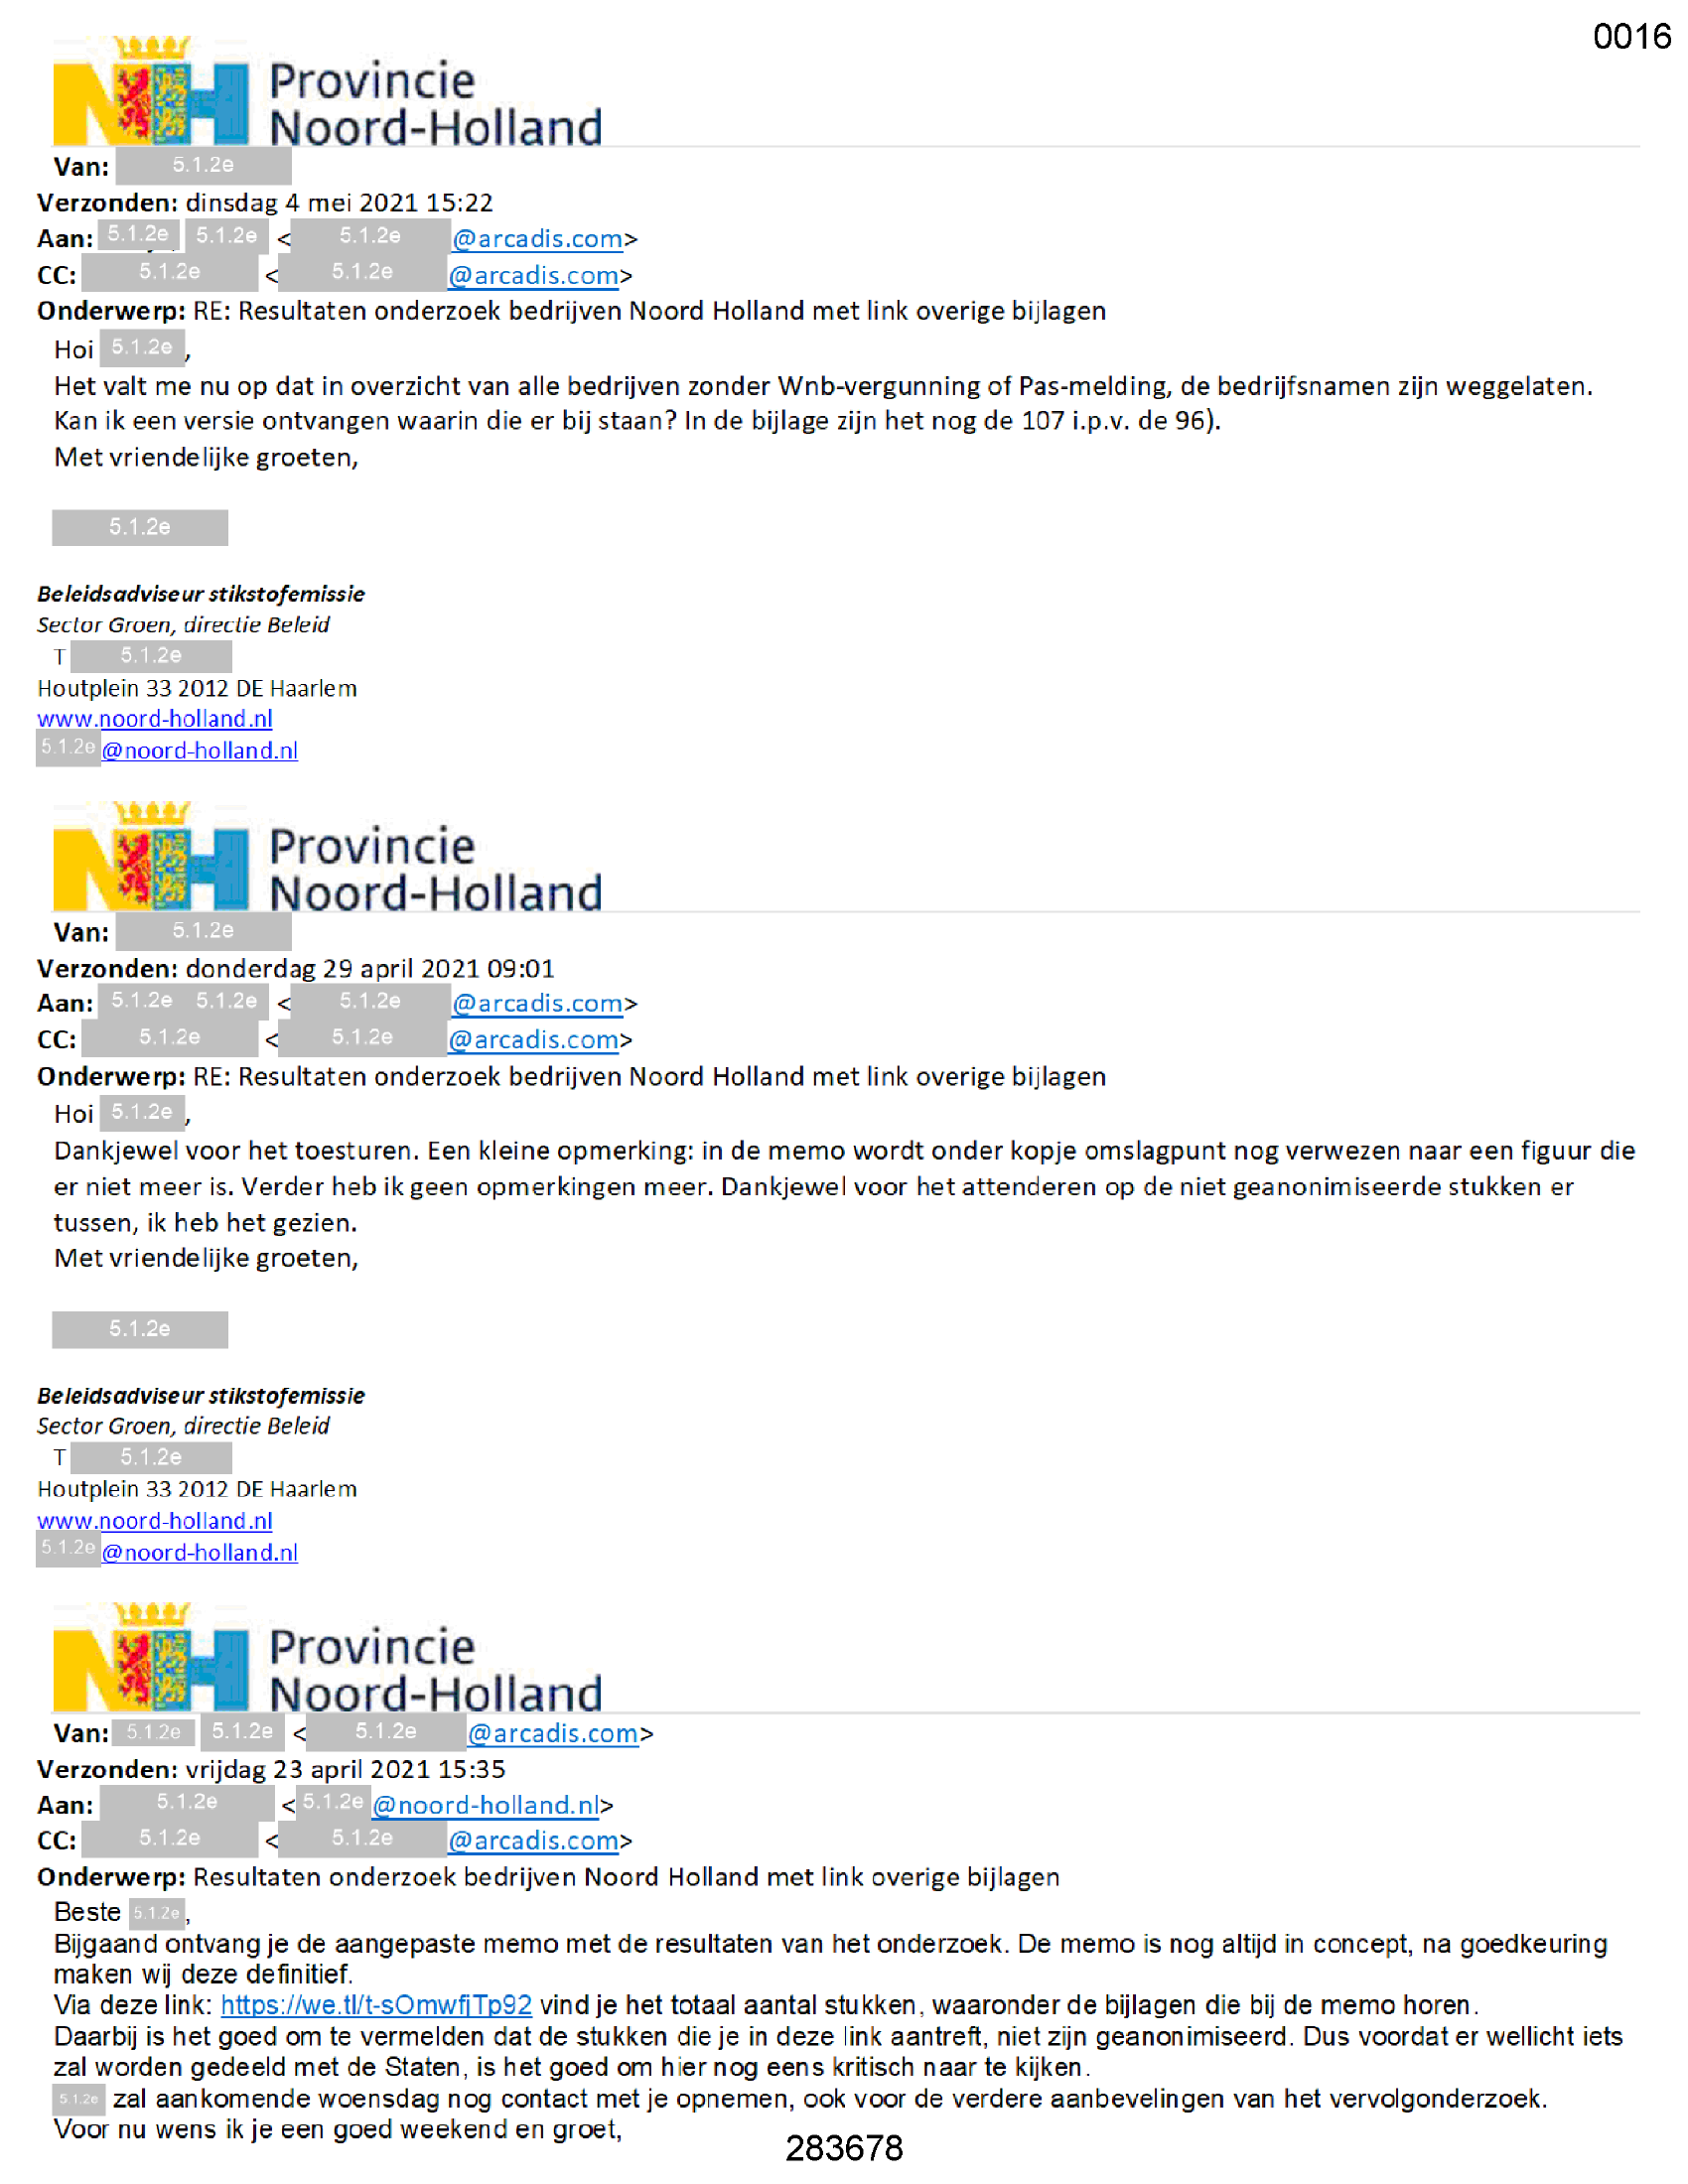 0016
Provincie
Noord-Holland
Van: 5.1.2e
Verzonden: dinsdag 4 mei 2021 15:22
Aan: 5.1.2e 5.1.2e < 5.1.2e @arcadis.com>
CC: 5.1.2e < 5.1.2e @arcadis.com>
Onderwerp: RE: Resultaten onderzoek bedrijven Noord Holland met link overige bijlagen
Hoi 5.1.2e ,
Het valt me nu op dat in overzicht van alle bedrijven zonder Wnb-vergunning of Pas-melding, de bedrijfsnamen zijn weggelaten.
Kan ik een versie ontvangen waarin die er bij staan? In de bijlage zijn het nog de 107 i.p.v. de 96).
Met vriendelijke groeten,
5.1.2e
Beleidsadviseur stikstofemissie
Sector Groen, directie Beleid
T 5.1.2e
Houtplein 33 2012 DE Haarlem
www.noord-holland.nl
5.1.2e @noord-holland.nl
Provincie
Noord-Holland
Van: 5.1.2e
Verzonden: donderdag 29 april 2021 09:01
Aan: 5.1.2e 5.1.2e < 5.1.2e @arcadis.com>
CC: 5.1.2e < 5.1.2e @arcadis.com>
Onderwerp: RE: Resultaten onderzoek bedrijven Noord Holland met link overige bijlagen
Hoi 5.1.2e ,
Dankjewel voor het toesturen. Een kleine opmerking: in de memo wordt onder kopje omslagpunt nog verwezen naar een figuur die
er niet meer is. Verder heb ik geen opmerkingen meer. Dankjewel voor het attenderen op de niet geanonimiseerde stukken er
tussen, ik heb het gezien.
Met vriendelijke groeten,
5.1.2e
Beleidsadviseur stikstofemissie
Sector Groen, directie Beleid
T 5.1.2e
Houtplein 33 2012 DE Haarlem
www.noord-holland.nl
5.1.2e @noord-holland.nl
Provincie
Noord-Holland
Van: 5.1.2e 5.1.2e < 5.1.2e @arcadis.com>
Verzonden: vrijdag 23 april 2021 15:35
Aan: 5.1.2e < 5.1.2e @noord-holland.nl>
CC: 5.1.2e < 5.1.2e @arcadis.com>
Onderwerp: Resultaten onderzoek bedrijven Noord Holland met link overige bijlagen
Beste 5.1.2e ,
Bijgaand ontvang je de aangepaste memo met de resultaten van het onderzoek. De memo is nog altijd in concept, na goedkeuring
maken wij deze definitief.
Via deze link: https://we.tl/t-sOmwfjTp92 vind je het totaal aantal stukken, waaronder de bijlagen die bij de memo horen.
Daarbij is het goed om te vermelden dat de stukken die je in deze link aantreft, niet zijn geanonimiseerd. Dus voordat er wellicht iets
zal worden gedeeld met de Staten, is het goed om hier nog eens kritisch naar te kijken.
5.1.2e zal aankomende woensdag nog contact met je opnemen, ook voor de verdere aanbevelingen van het vervolgonderzoek.
Voor nu wens ik je een goed weekend en groet,
283678